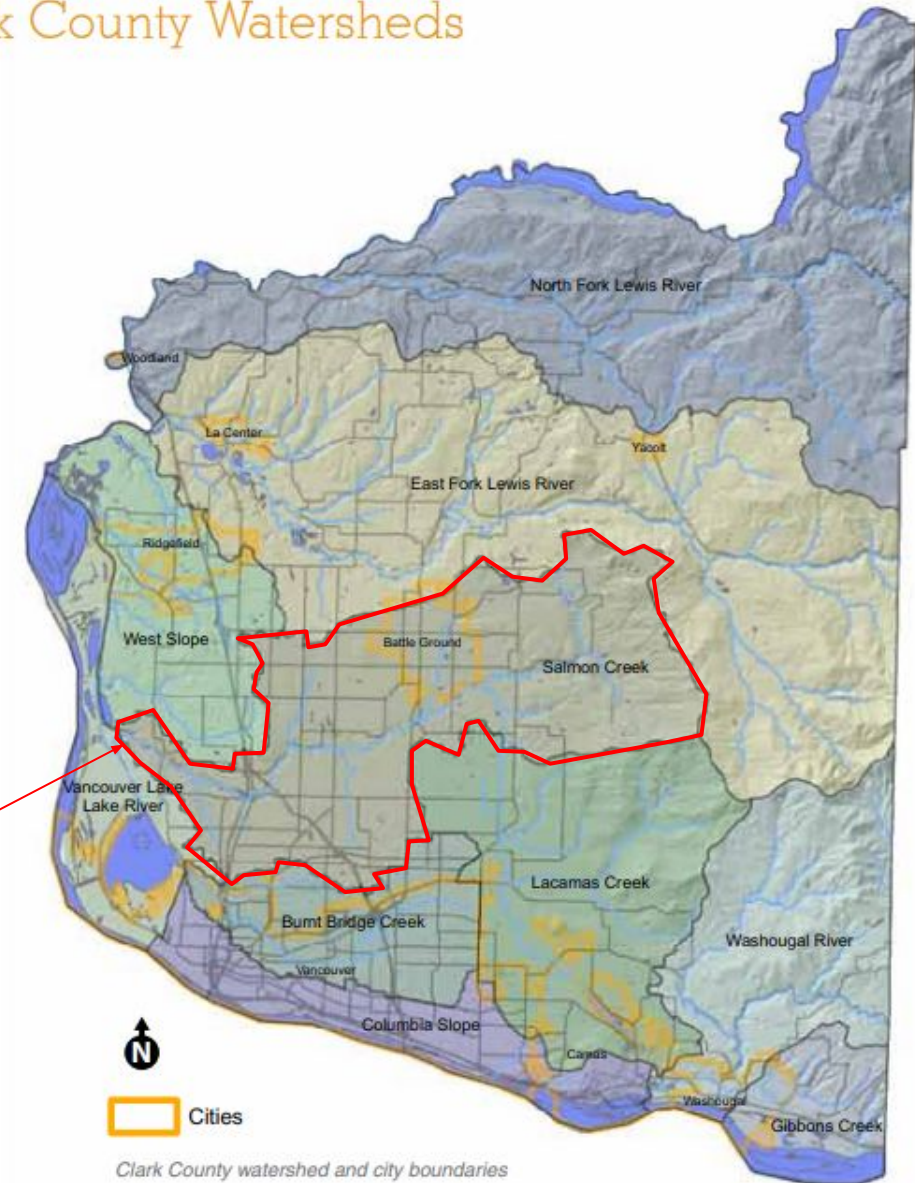 k County Watersheds
North Fork Lewis River
Woodland
La Center
Yacolt
East Fork Lewis River
Ridgefield
West Slope
Battle Ground
Salmon Creek
Vancouver Lake
Lake River
Lacamas Creek
Burnt Bridge Creek
Washougal River
Vancouver
Columbia Slope
Camas
N
Washougal
Cities
Gibbons Creek
Clark County watershed and city boundaries